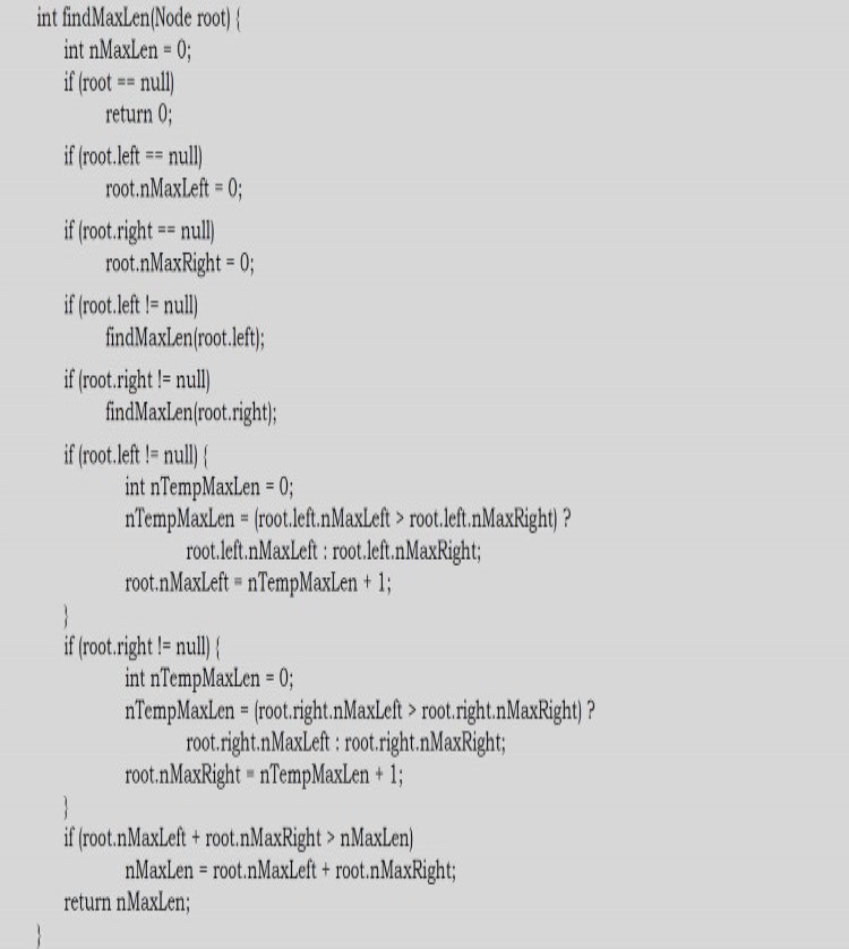 int findMaxLen(Node root) {
int nMaxLen = 0;
if (root == null)
return 0;
if (root.left == null)
root.nMaxLeft = 0;
if (root.right == null)
root.nMaxRight = 0;
if (root.left != null)
findMaxLen(root.left);
if (root.right != null)
findMaxLen(root.right);
if (root.left != null) {
int nTempMaxLen = 0;
nTempMaxLen = (root.left.nMaxLeft > root.left.nMaxRight) ?
root.left.nMaxLeft : root.left.nMaxRight;
root.nMaxLeft = nTempMaxLen + 1;
}
if (root.right != null) {
int nTempMaxLen = 0;
nTempMaxLen = (root.right.nMaxLeft > root.right.nMaxRight) ?
root.right.nMaxLeft : root.right.nMaxRight;
root.nMaxRight = nTempMaxLen + 1;
}
if (root.nMaxLeft + root.nMaxRight > nMaxLen)
nMaxLen = root.nMaxLeft + root.nMaxRight;
return nMaxLen;
}